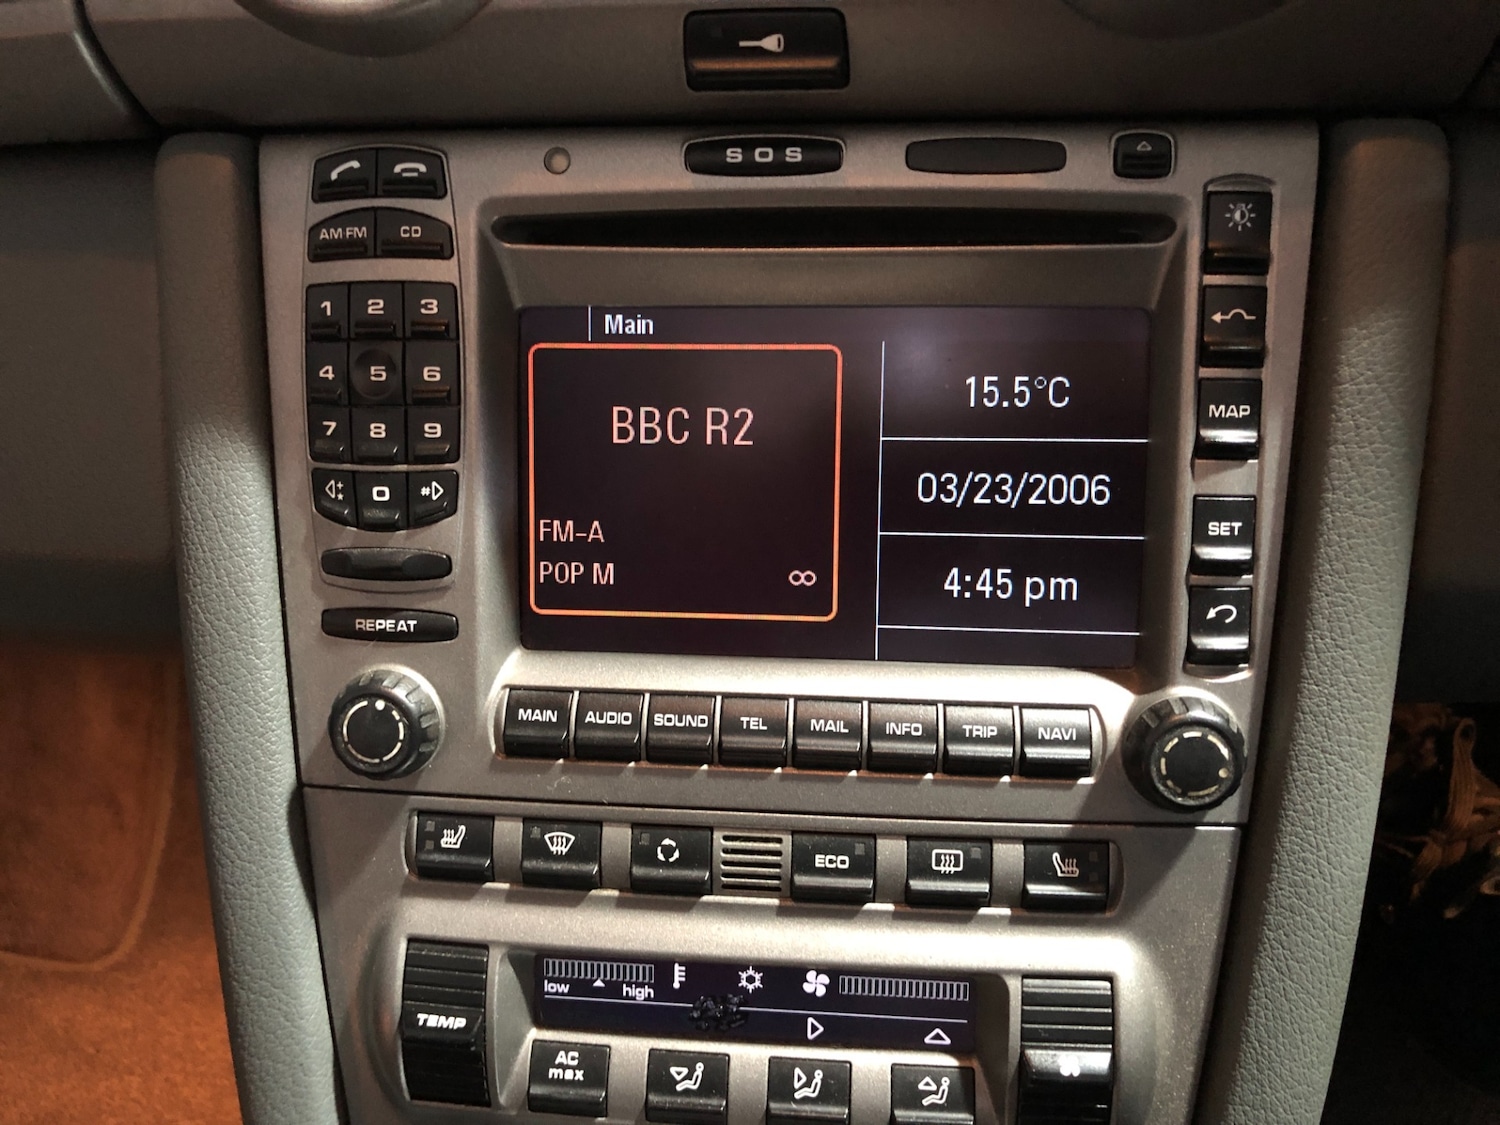 SOS
AM FM CD
1 2 3
4 5 6
7 8 9
+ * 0 #
REPEAT
Main
BBC R2
FM-A
POP M ∞
15.5°C
03/23/2006
4:45 pm
MAP
SET
MAIN AUDIO SOUND TEL MAIL INFO TRIP NAVI
ECO
low high
TEMP
AC
max